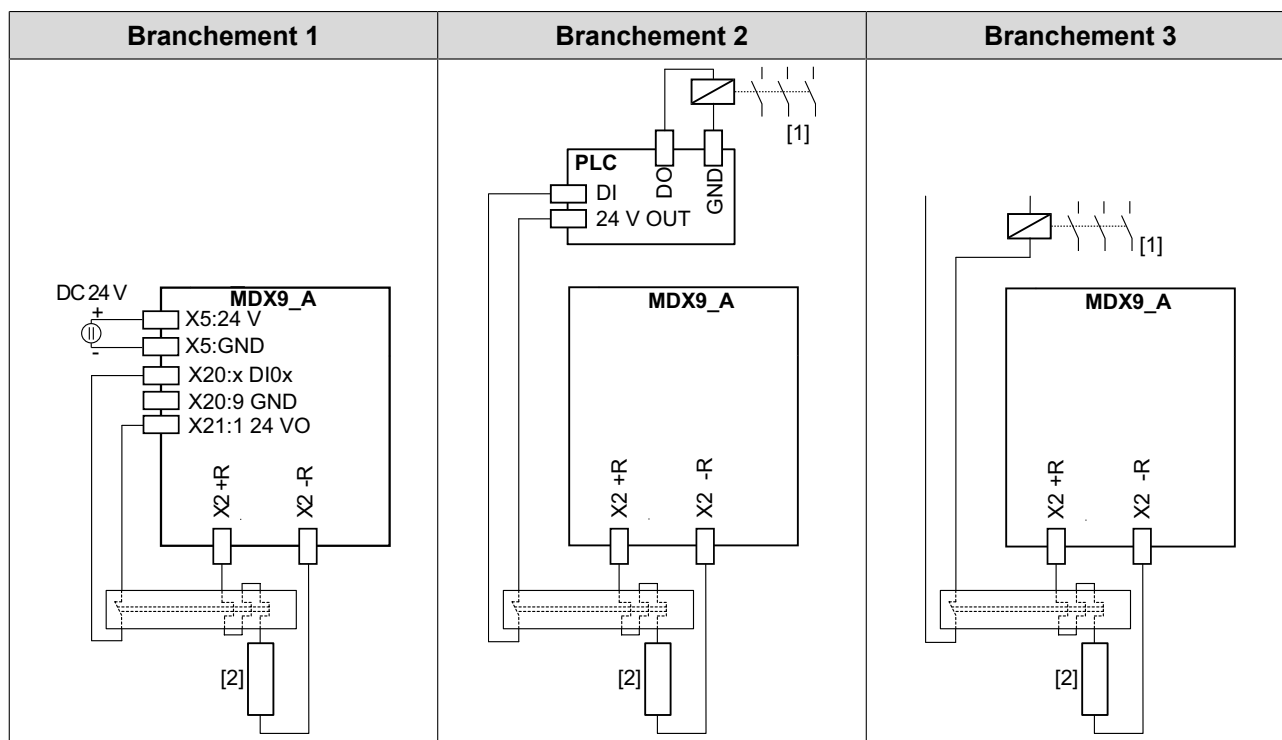 Branchement 1
Branchement 2
Branchement 3
DC 24 V
+
-
MDX9_A
X5:24 V
X5:GND
X20:x DI0x
X20:9 GND
X21:1 24 VO
X2 +R
X2 -R
[2]
[1]
PLC
DO
GND
DI
24 V OUT
MDX9_A
X2 +R
X2 -R
[2]
[1]
MDX9_A
X2 +R
X2 -R
[2]